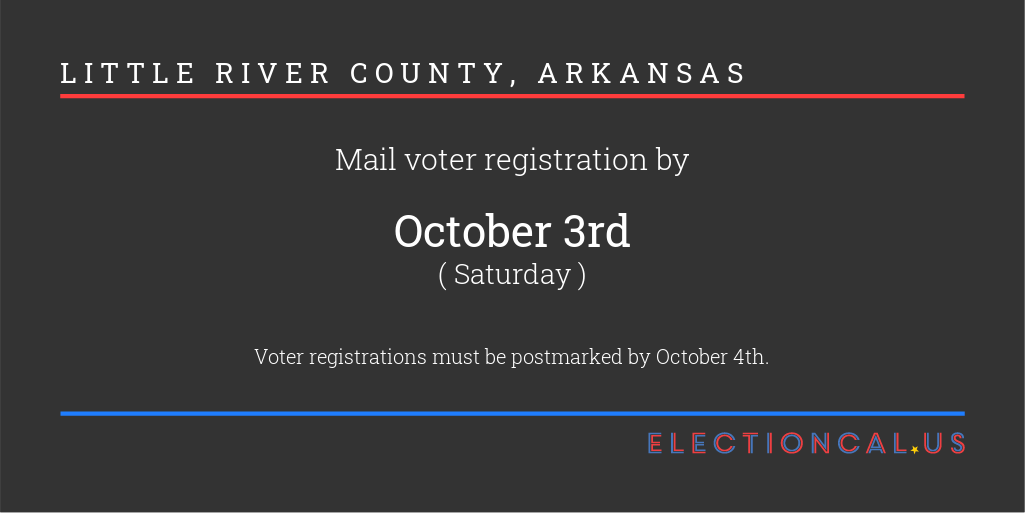 LITTLE RIVER COUNTY, ARKANSAS
Mail voter registration by
October 3rd
( Saturday )
Voter registrations must be postmarked by October 4th.
ELECTIONCAL.US